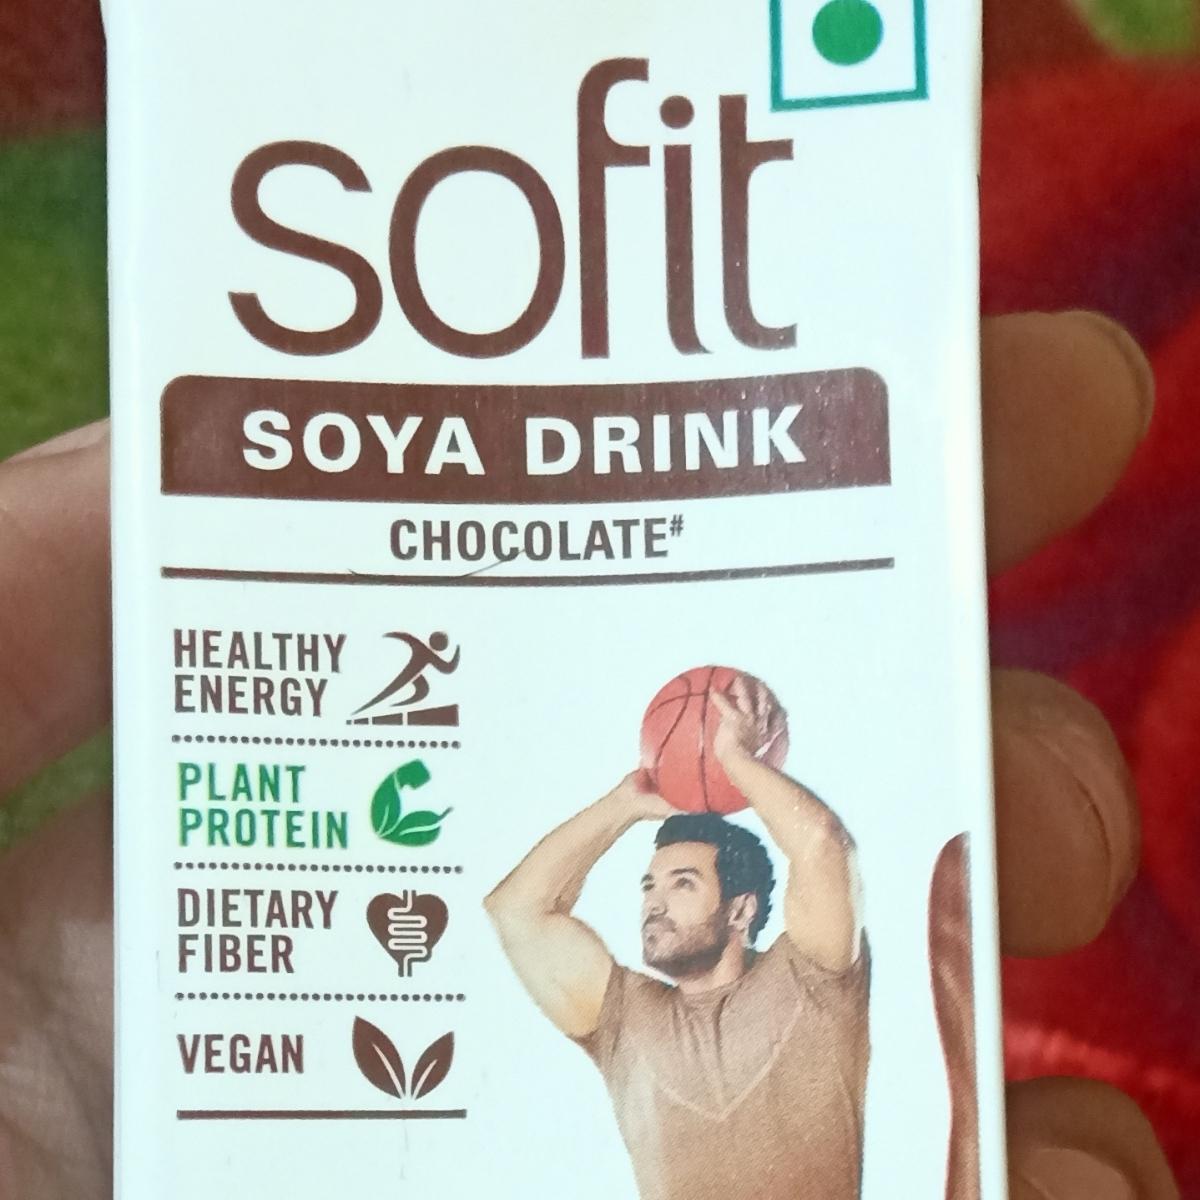 sofit
SOYA DRINK
CHOCOLATE#
HEALTHY
ENERGY
PLANT
PROTEIN
DIETARY
FIBER
VEGAN